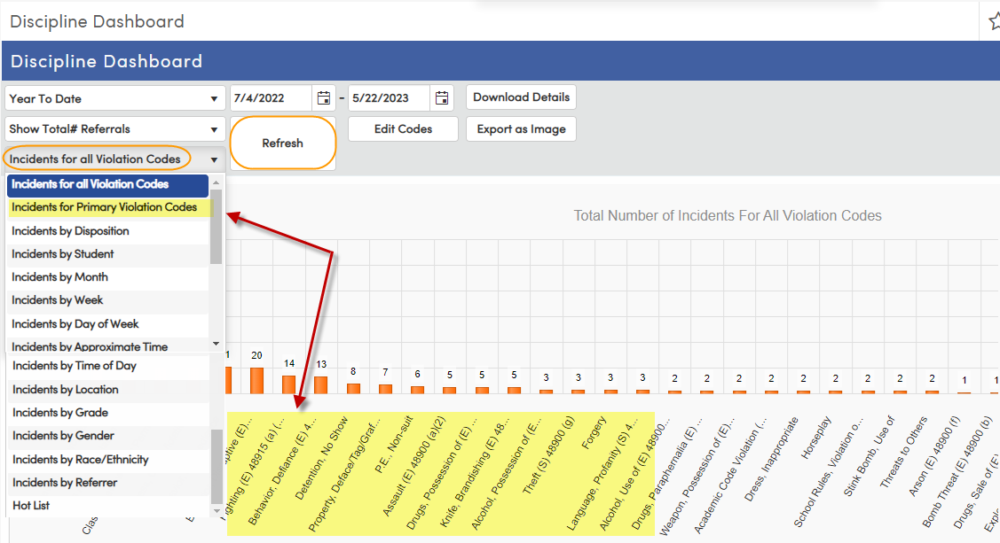 Discipline Dashboard
Discipline Dashboard
Year To Date
7/4/2022
-
5/22/2023
Download Details
Show Total# Referrals
Refresh
Edit Codes
Export as Image
Incidents for all Violation Codes
Incidents for all Violation Codes
Incidents for Primary Violation Codes
Incidents by Disposition
Incidents by Student
Incidents by Month
Incidents by Week
Incidents by Day of Week
Incidents by Approximate Time
Incidents by Time of Day
Incidents by Location
Incidents by Grade
Incidents by Gender
Incidents by Race/Ethnicity
Incidents by Referrer
Hot List
Total Number of Incidents For All Violation Codes
1
20
14
13
8
7
6
5
5
5
3
3
3
3
2
2
2
2
2
2
2
2
2
1
1
Clas
E
ptive (E)...
Fighting (E) 48915 (a) (...
Behavior, Defiance (E) 4...
Detention, No Show
Property, Deface/Tag/Graf...
P.E., Non-suit
Assault (E) 48900 (a)(2)
Drugs, Possession of (E) ...
Knife, Brandishing (E) 48...
Alcohol, Possession of (E...
Theft (S) 48900 (g)
Forgery
Language, Profanity (S) 4...
Alcohol, Use of (E) 48900...
Drugs, Paraphernalia (E) ...
Weapon, Possession of (E)...
Academic Code Violation (...
Dress, Inappropriate
Horseplay
School Rules, Violation o...
Stink Bomb, Use of
Threats to Others
Arson (E) 48900 (f)
Bomb Threat (E) 48900 (b)
Drugs, Sale of (E)
Explo